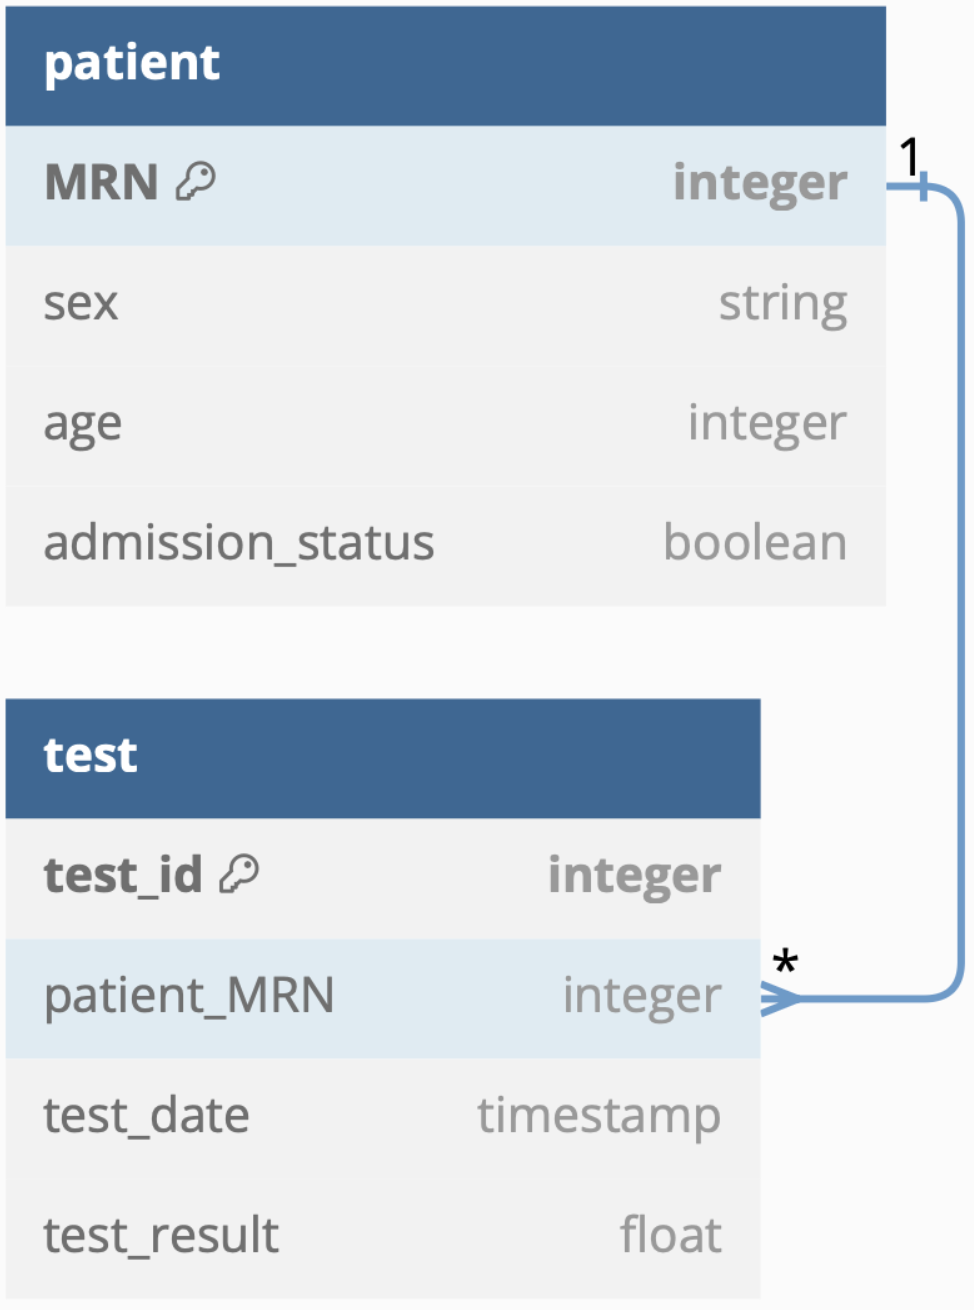 patient
MRN integer
1
sex string
age integer
admission_status boolean
test
test_id integer
*
patient_MRN integer
test_date timestamp
test_result float